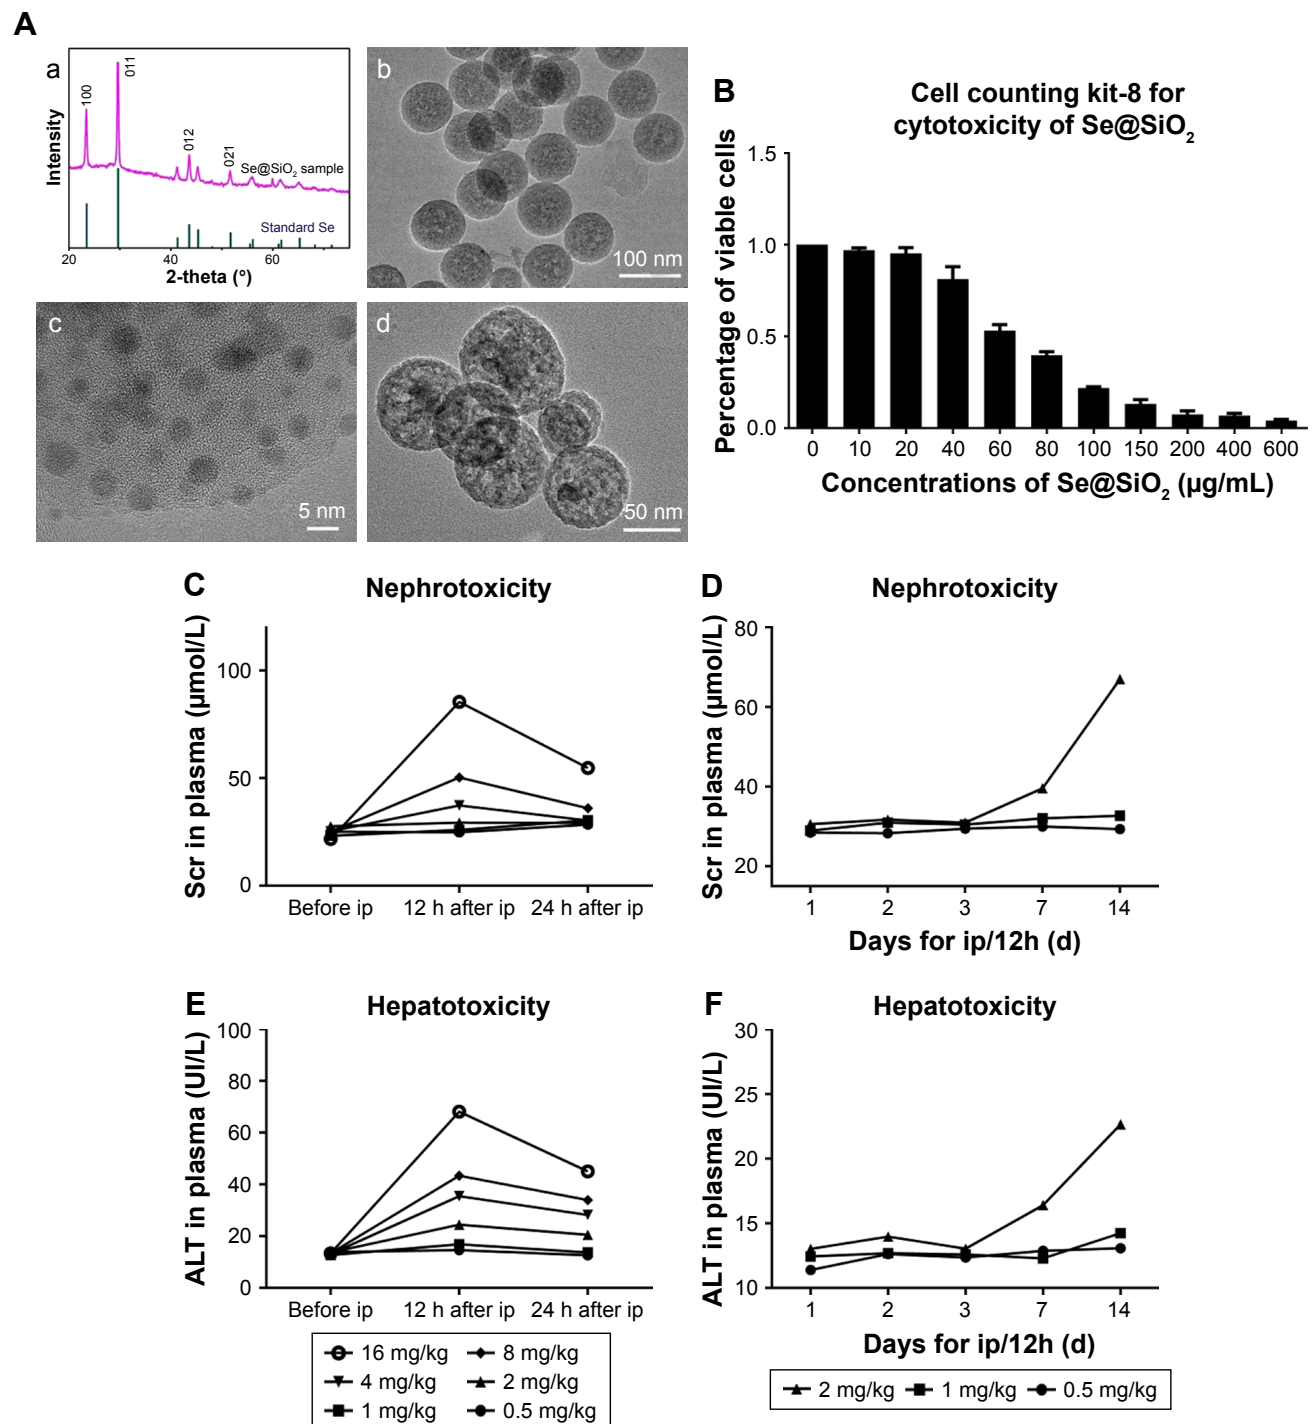 A
a
Intensity
100
011
012
021
Se@SiO₂ sample
Standard Se
20
40
60
2-theta (°)
b
100 nm
c
5 nm
d
50 nm
B
Cell counting kit-8 for
cytotoxicity of Se@SiO₂
Percentage of viable cells
1.5
1.0
0.5
0.0
0 10 20 40 60 80 100 150 200 400 600
Concentrations of Se@SiO₂ (µg/mL)
C
Nephrotoxicity
Scr in plasma (µmol/L)
100
50
0
Before ip 12 h after ip 24 h after ip
D
Nephrotoxicity
Scr in plasma (µmol/L)
80
60
40
20
1 2 3 7 14
Days for ip/12h (d)
E
Hepatotoxicity
ALT in plasma (UI/L)
100
80
60
40
20
0
Before ip 12 h after ip 24 h after ip
16 mg/kg 8 mg/kg
4 mg/kg 2 mg/kg
1 mg/kg 0.5 mg/kg
F
Hepatotoxicity
ALT in plasma (UI/L)
30
25
20
15
10
1 2 3 7 14
Days for ip/12h (d)
2 mg/kg 1 mg/kg 0.5 mg/kg